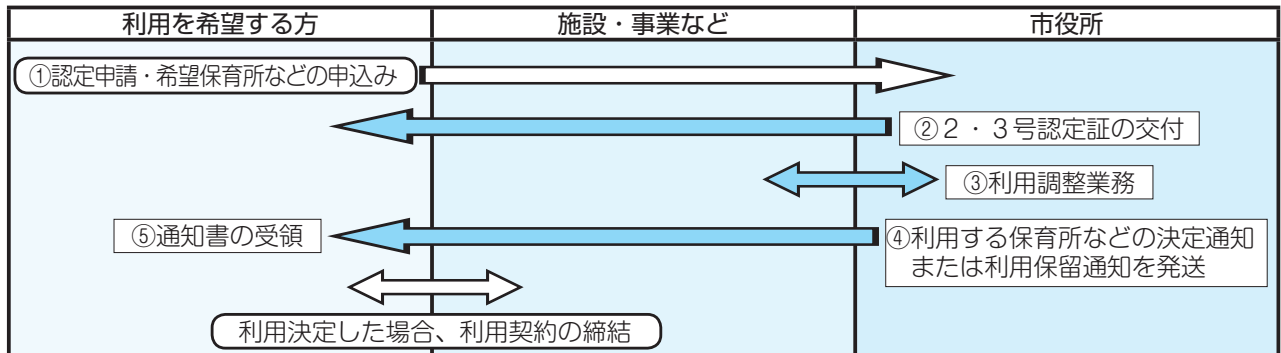 利用を希望する方
施設・事業など
市役所
①認定申請・希望保育所などの申込み
②２・３号認定証の交付
③利用調整業務
⑤通知書の受領
④利用する保育所などの決定通知
または利用保留通知を発送
利用決定した場合、利用契約の締結